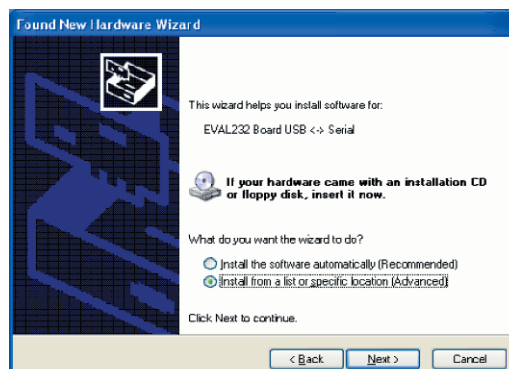 Found New Hardware Wizard
This wizard helps you install software for:
EVAL232 Board USB <-> Serial
If your hardware came with an installation CD
or floppy disk, insert it now.
What do you want the wizard to do?
Install the software automatically (Recommended)
Install from a list or specific location (Advanced)
Click Next to continue.
< Back
Next >
Cancel